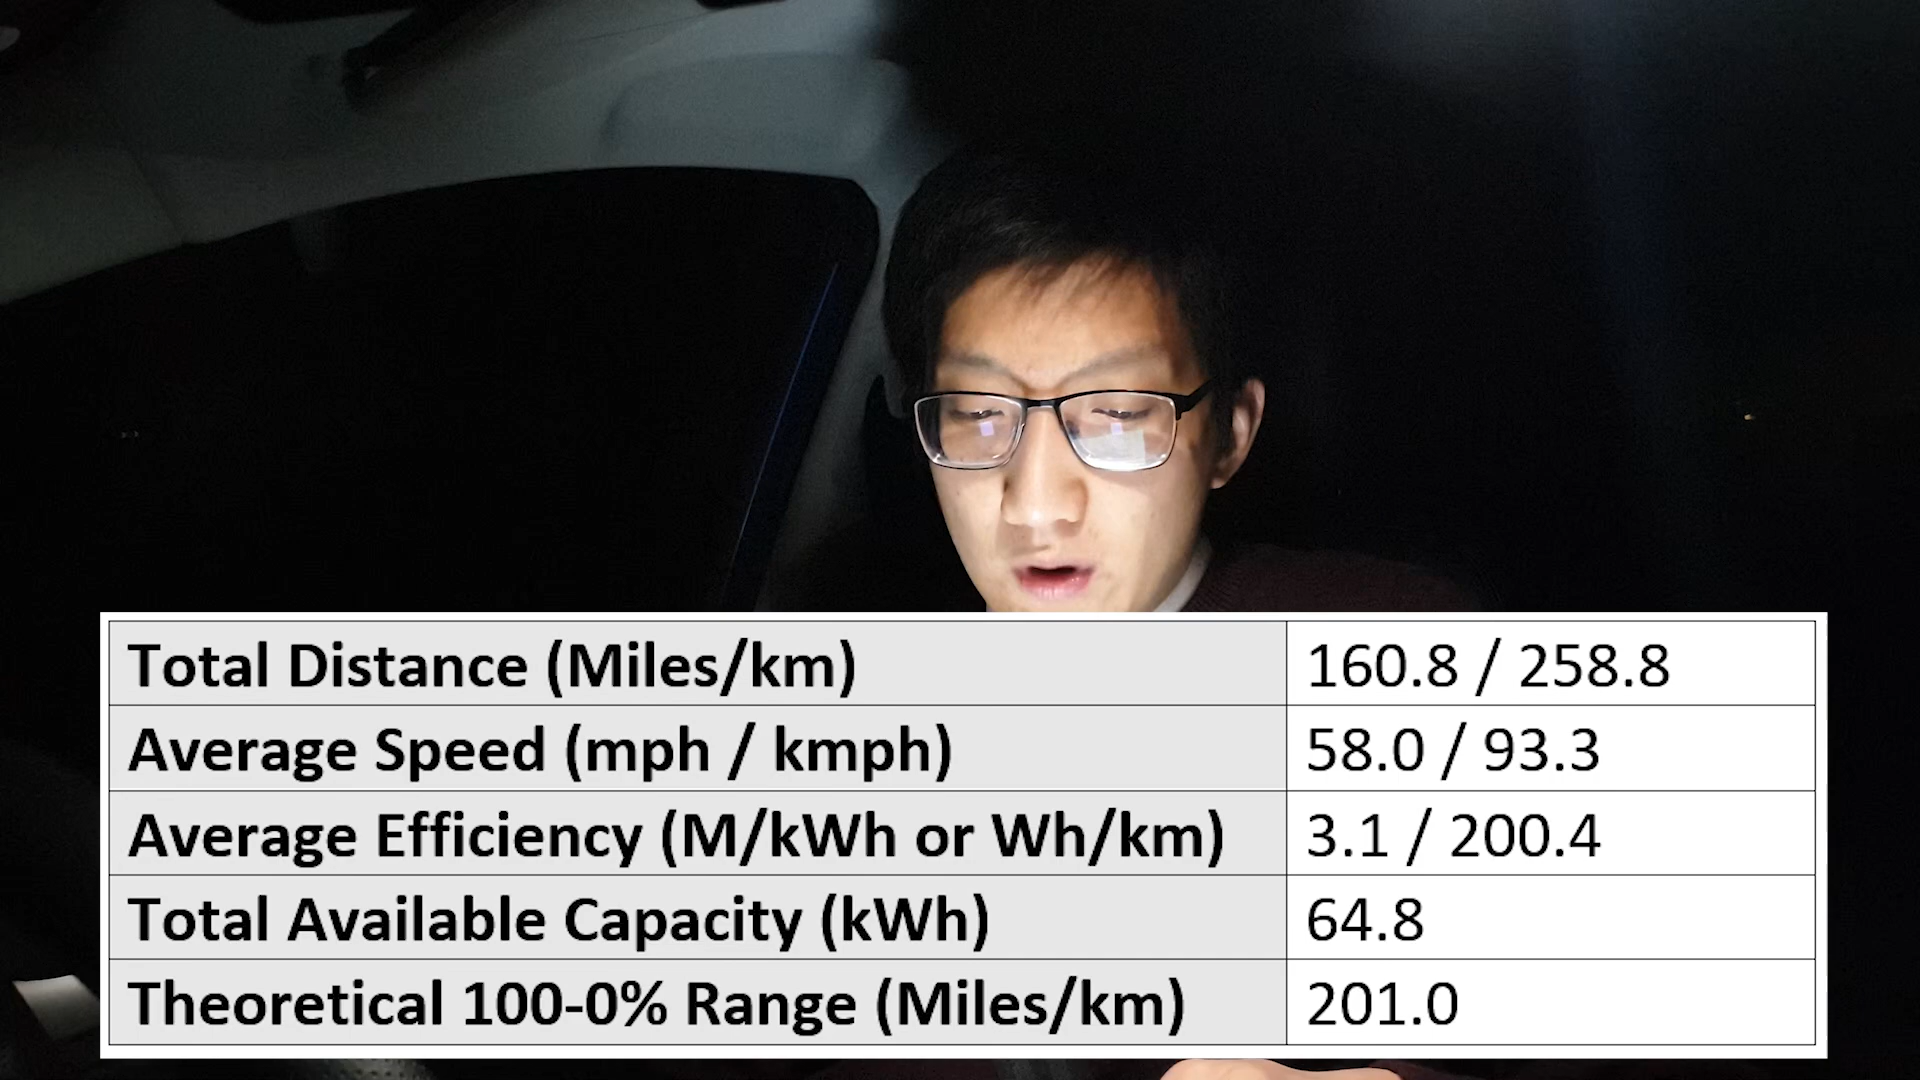 Total Distance (Miles/km) 160.8 / 258.8
Average Speed (mph / kmph) 58.0 / 93.3
Average Efficiency (M/kWh or Wh/km) 3.1 / 200.4
Total Available Capacity (kWh) 64.8
Theoretical 100-0% Range (Miles/km) 201.0